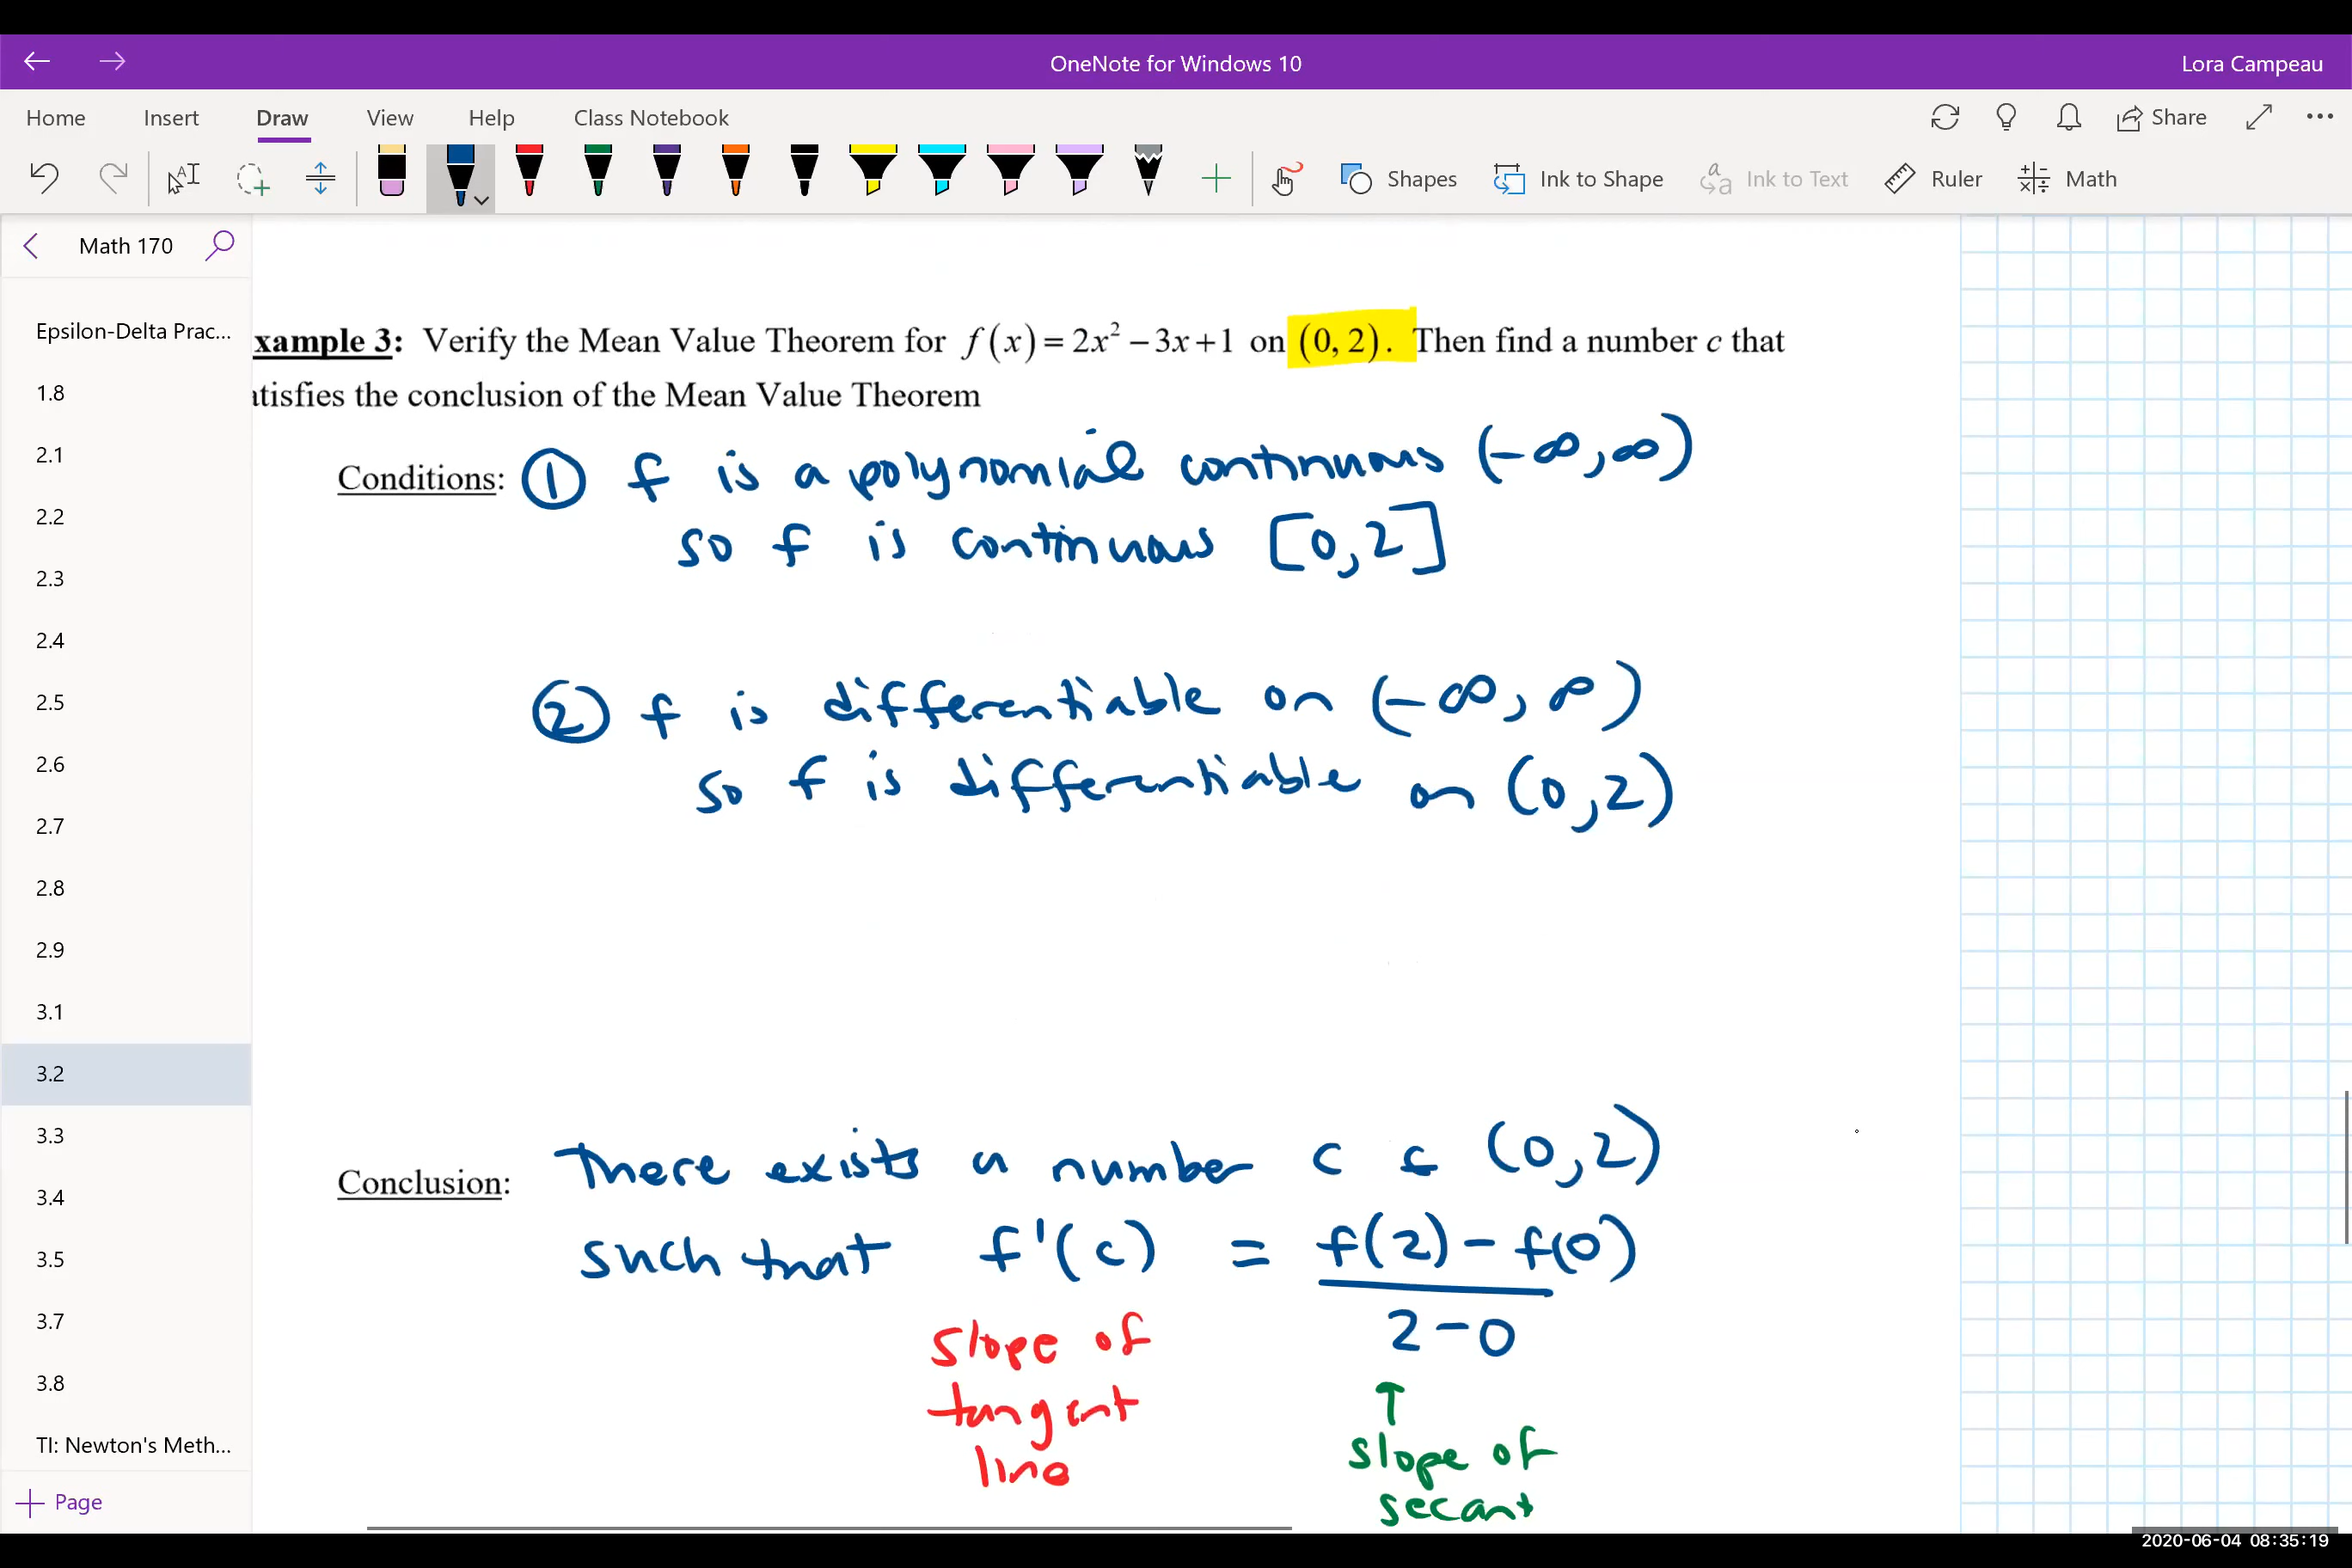 OneNote for Windows 10
Lora Campeau
Home Insert Draw View Help Class Notebook
Share
Shapes Ink to Shape Ink to Text Ruler Math
Math 170
Epsilon-Delta Prac...
1.8
2.1
2.2
2.3
2.4
2.5
2.6
2.7
2.8
2.9
3.1
3.2
3.3
3.4
3.5
3.7
3.8
TI: Newton's Meth...
Page
xample 3: Verify the Mean Value Theorem for f(x) = 2x² − 3x + 1 on (0, 2). Then find a number c that
atisfies the conclusion of the Mean Value Theorem
Conditions: ① f is a polynomial continuous (-∞,∞)
so f is continuous [0,2]
② f is differentiable on (-∞, ∞)
so f is differentiable on (0,2)
Conclusion: There exists a number c ϵ (0,2)
such that f'(c) = f(2) - f(0)
2-0
slope of
tangent
line
↑
slope of
secant
2020-06-04 08:35:19